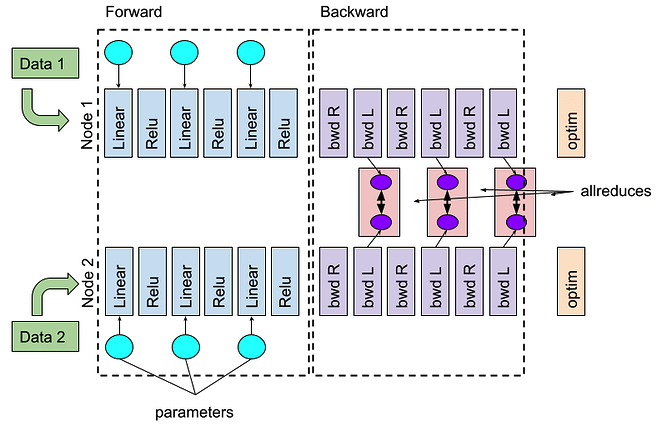 Forward
Backward
Data 1
Node 1
Linear
Relu
Linear
Relu
Linear
Relu
bwd R
bwd L
bwd R
bwd L
bwd R
bwd L
optim
allreduces
Node 2
Linear
Relu
Linear
Relu
Linear
Relu
bwd R
bwd L
bwd R
bwd L
bwd R
bwd L
optim
Data 2
parameters